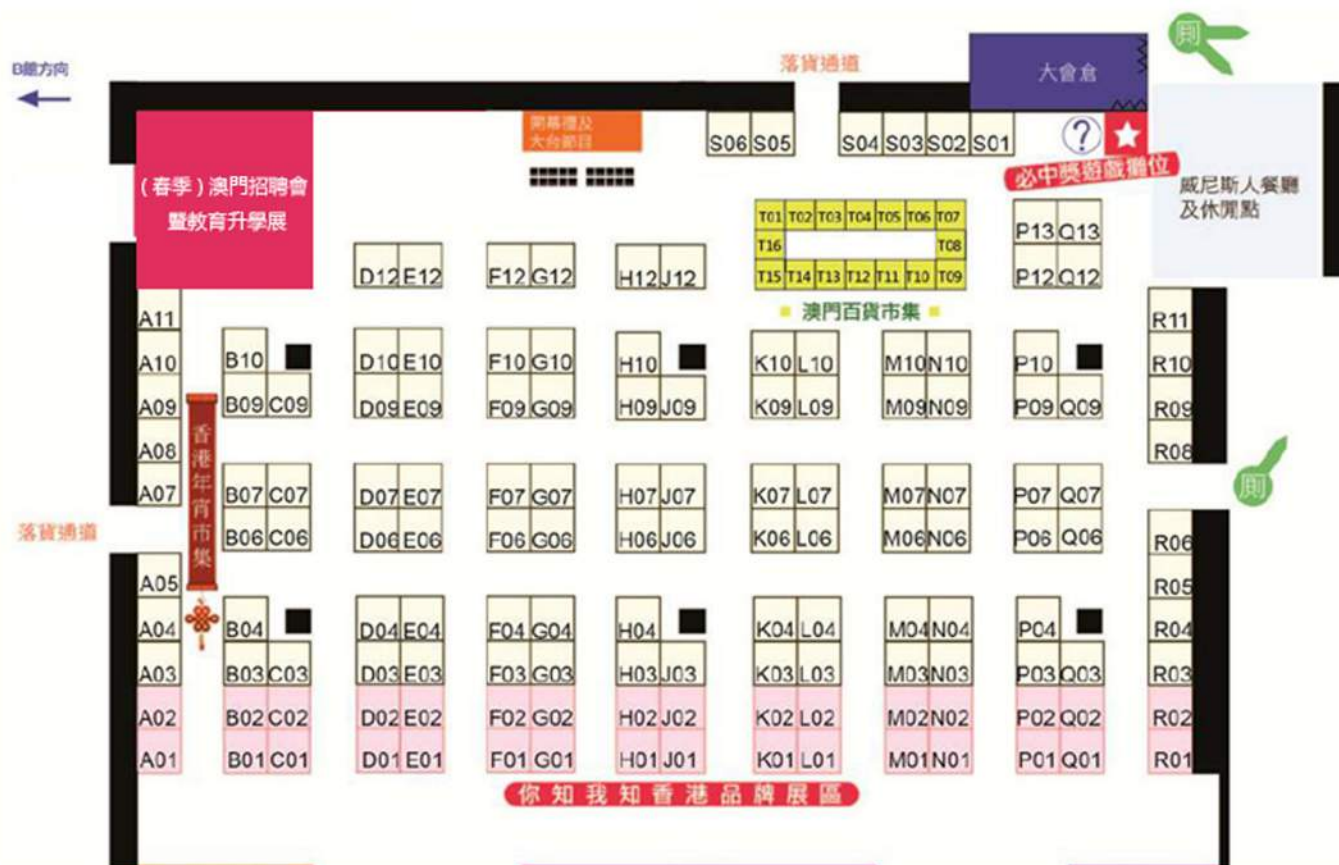 B館方向
落貨通道
大會倉
廁
(春季)澳門招聘會
暨教育升學展
開幕禮及
大台節目
S06 S05 S04 S03 S02 S01
?
必中獎遊戲攤位
威尼斯人餐廳
及休閒點
T01 T02 T03 T04 T05 T06 T07
T16 T08
T15 T14 T13 T12 T11 T10 T09
澳門百貨市集
P13 Q13
D12 E12 F12 G12 H12 J12 P12 Q12
A11 R11
A10 B10 D10 E10 F10 G10 H10 K10 L10 M10 N10 P10 R10
A09 B09 C09 D09 E09 F09 G09 H09 J09 K09 L09 M09 N09 P09 Q09 R09
香港年宵市集
A08 R08
A07 B07 C07 D07 E07 F07 G07 H07 J07 K07 L07 M07 N07 P07 Q07
廁
落貨通道
B06 C06 D06 E06 F06 G06 H06 J06 K06 L06 M06 N06 P06 Q06 R06
A05 R05
A04 B04 D04 E04 F04 G04 H04 K04 L04 M04 N04 P04 R04
A03 B03 C03 D03 E03 F03 G03 H03 J03 K03 L03 M03 N03 P03 Q03 R03
A02 B02 C02 D02 E02 F02 G02 H02 J02 K02 L02 M02 N02 P02 Q02 R02
A01 B01 C01 D01 E01 F01 G01 H01 J01 K01 L01 M01 N01 P01 Q01 R01
你知我知香港品牌展區